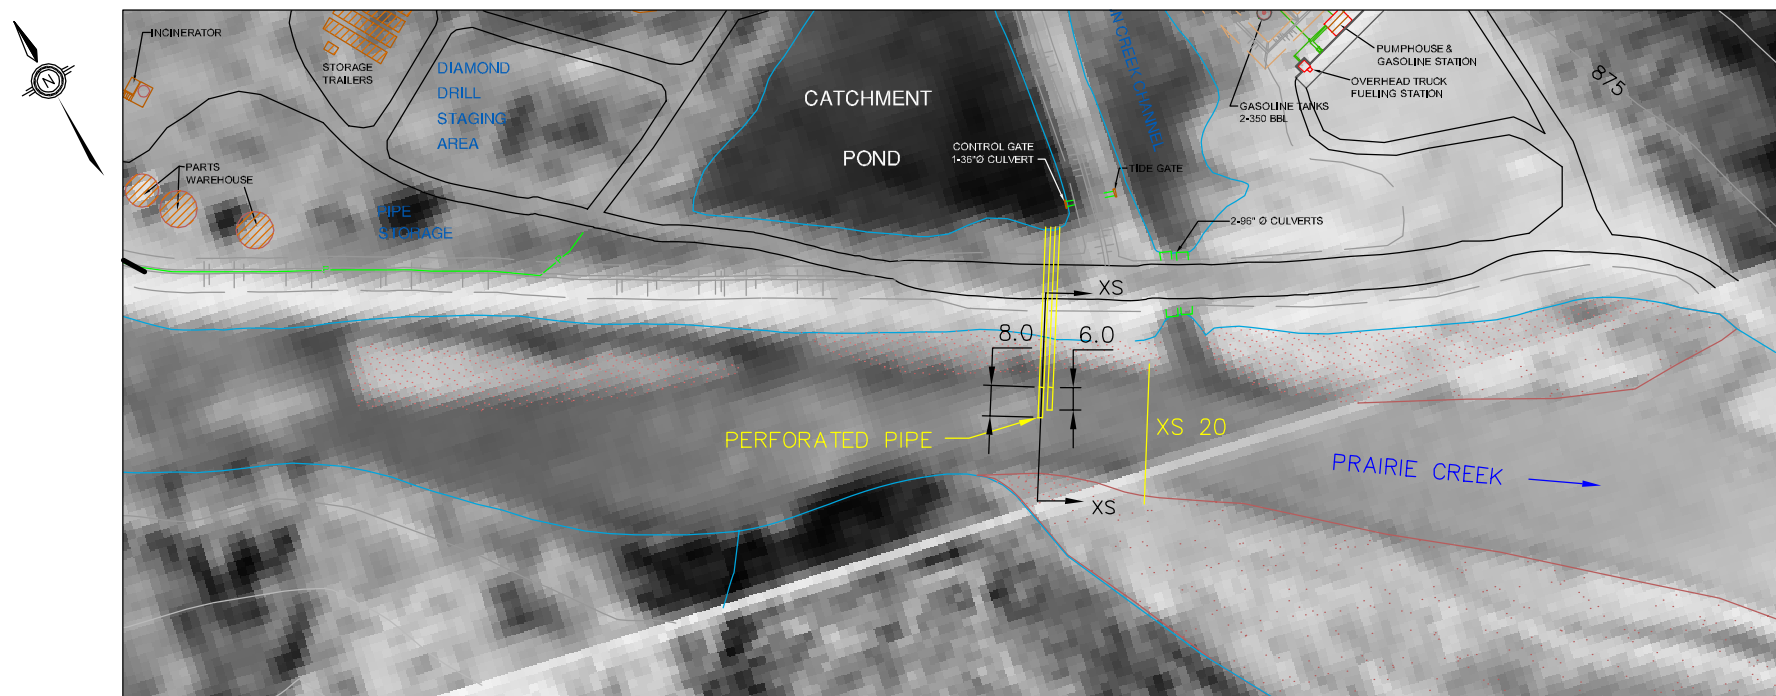 INCINERATOR
N
STORAGE
TRAILERS
DIAMOND
DRILL
STAGING
AREA
PARTS
WAREHOUSE
PIPE
STORAGE
CATCHMENT
POND
CONTROL GATE
1-36"Ø CULVERT
CREEK CHANNEL
TIDE GATE
2-96" Ø CULVERTS
GASOLINE TANKS
2-350 BBL
PUMPHOUSE &
GASOLINE STATION
OVERHEAD TRUCK
FUELING STATION
875
XS
8.0
6.0
PERFORATED PIPE
XS 20
XS
PRAIRIE CREEK